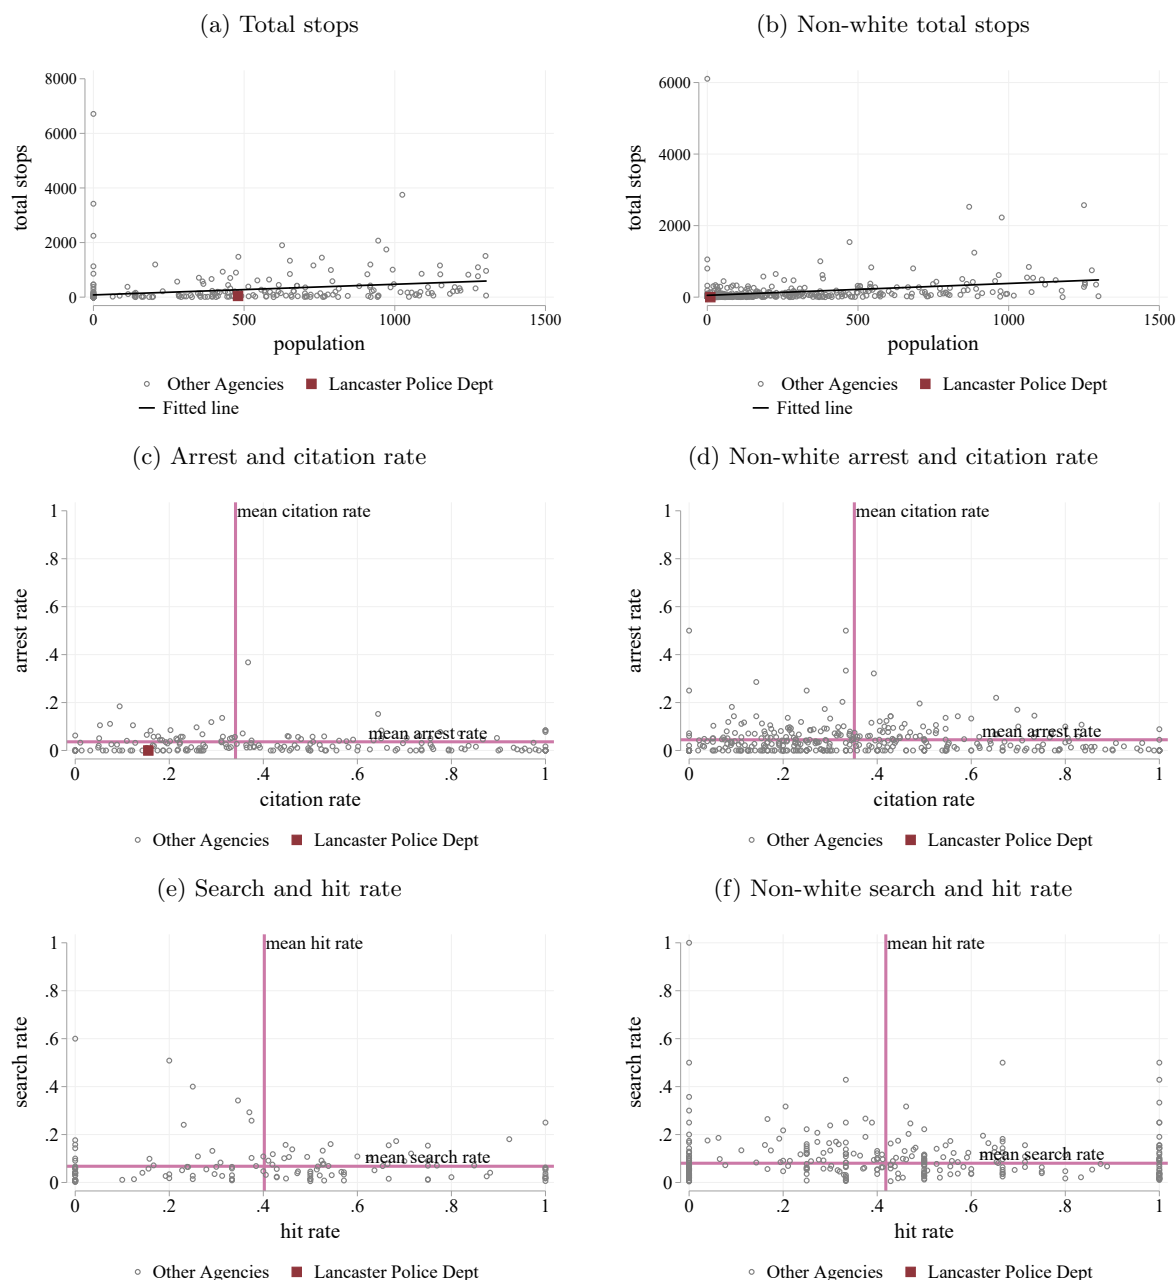 (a) Total stops
(b) Non-white total stops
total stops
8000
6000
4000
2000
0
0 500 1000 1500
population
Other Agencies Lancaster Police Dept
Fitted line
total stops
6000
4000
2000
0
0 500 1000 1500
population
Other Agencies Lancaster Police Dept
Fitted line
(c) Arrest and citation rate
(d) Non-white arrest and citation rate
arrest rate
1
.8
.6
.4
.2
0
mean citation rate
mean arrest rate
0 .2 .4 .6 .8 1
citation rate
Other Agencies Lancaster Police Dept
arrest rate
1
.8
.6
.4
.2
0
mean citation rate
mean arrest rate
0 .2 .4 .6 .8 1
citation rate
Other Agencies Lancaster Police Dept
(e) Search and hit rate
(f) Non-white search and hit rate
search rate
1
.8
.6
.4
.2
0
mean hit rate
mean search rate
0 .2 .4 .6 .8 1
hit rate
Other Agencies Lancaster Police Dept
search rate
1
.8
.6
.4
.2
0
mean hit rate
mean search rate
0 .2 .4 .6 .8 1
hit rate
Other Agencies Lancaster Police Dept